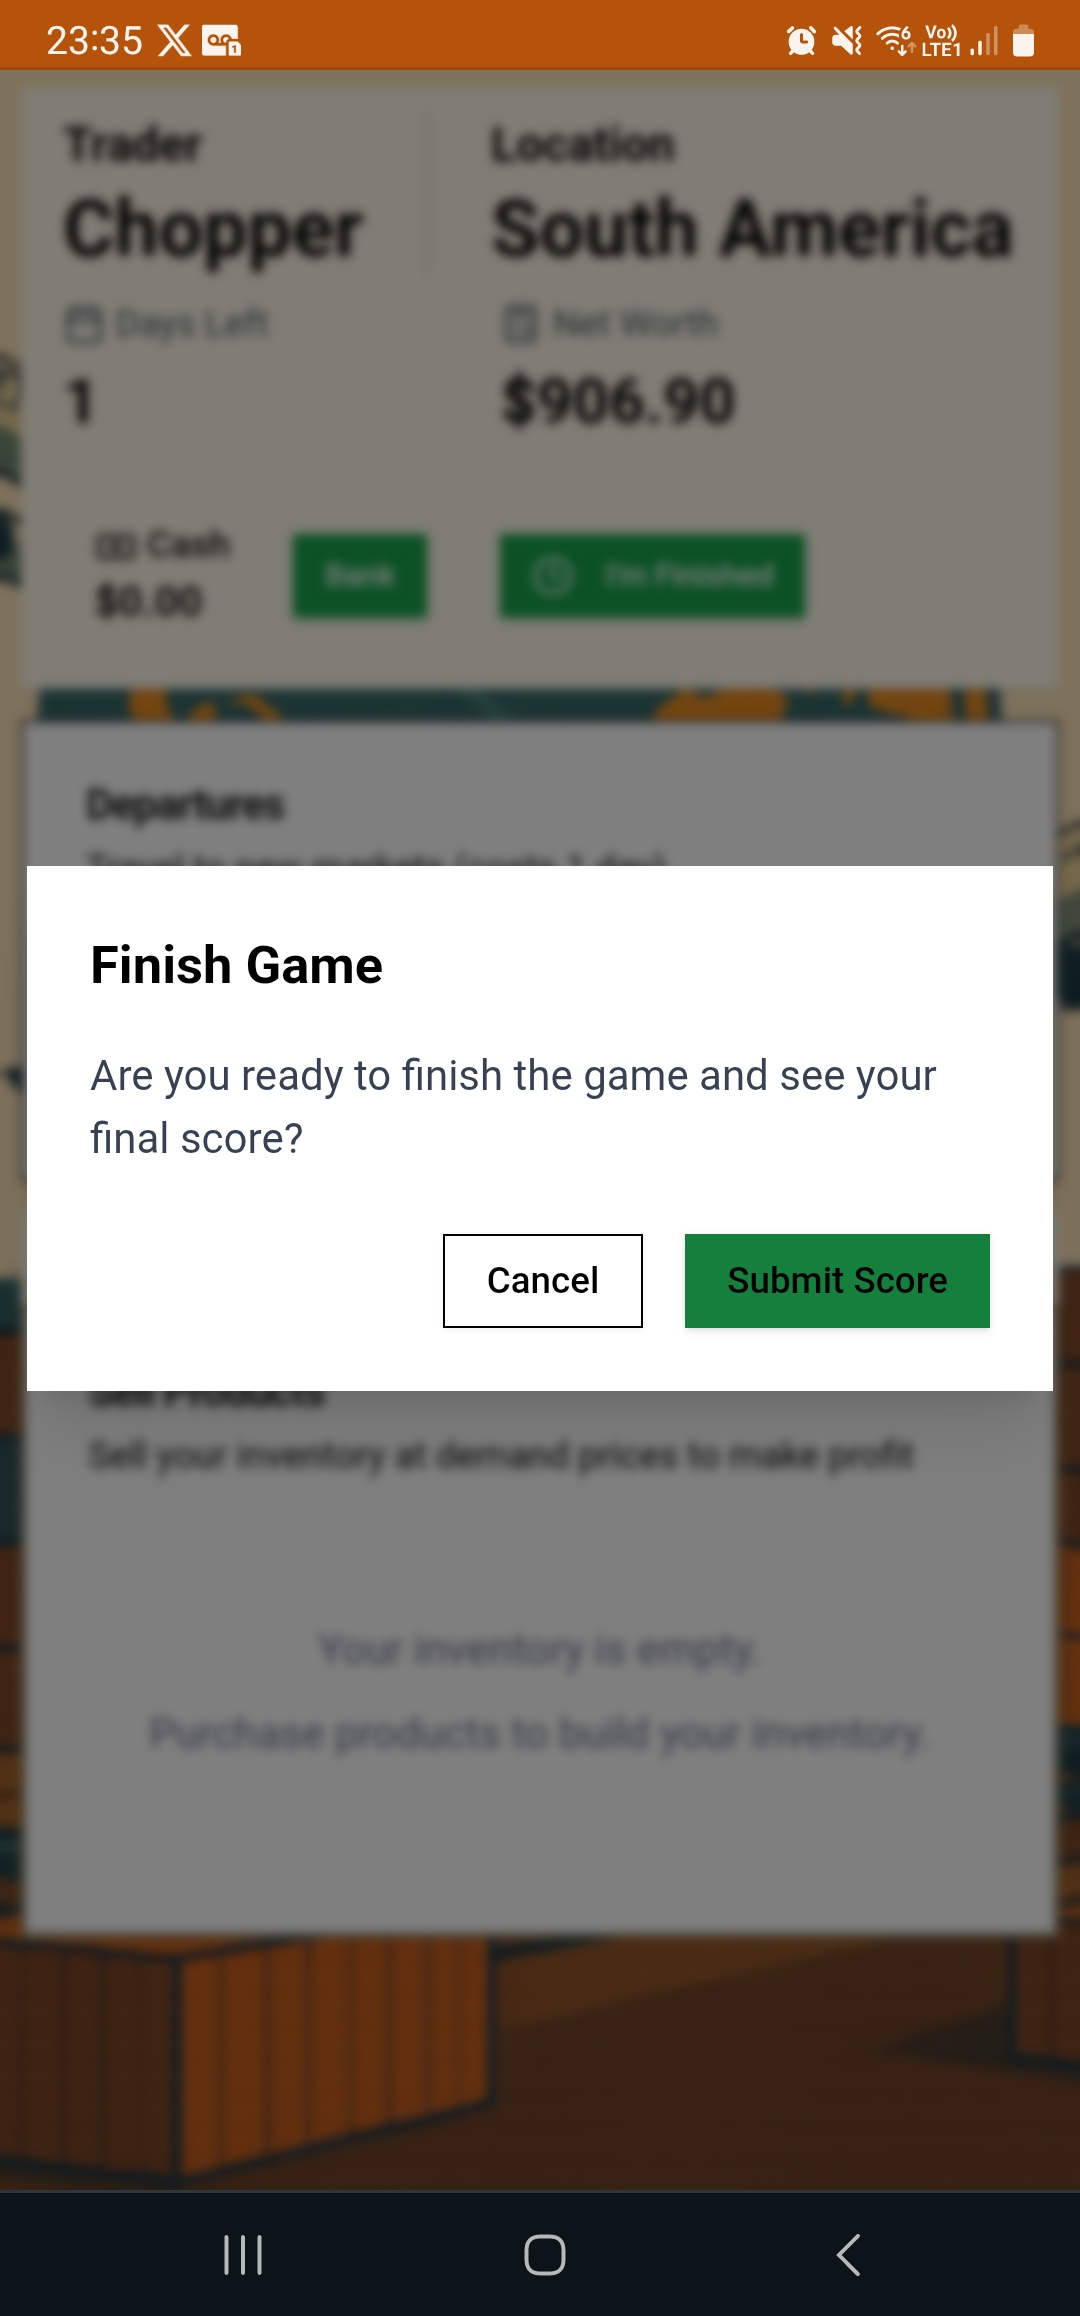 23:35
Vo))
LTE1
Trader
Location
Chopper
South America
Days Left
Net Worth
1
$906.90
Cash
$0.00
Bank
I'm Finished
Departures
Travel to new markets (costs 1 day)
Finish Game
Are you ready to finish the game and see your
final score?
Cancel
Submit Score
Sell Products
Sell your inventory at demand prices to make profit
Your inventory is empty.
Purchase products to build your inventory.